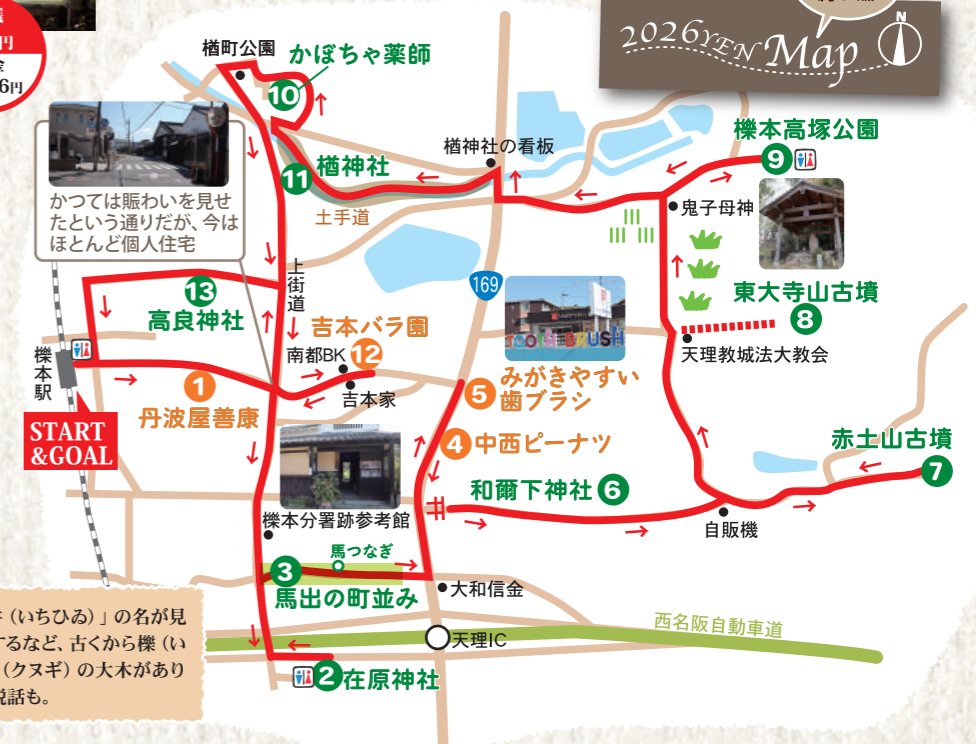 円
6円
2026YEN Map
N
楢町公園
かぼちゃ薬師
10
楢神社の看板
櫟本高塚公園
9
11
楢神社
土手道
鬼子母神
かつては賑わいを見せ
たという通りだが、今は
ほとんど個人住宅
上街道
169
東大寺山古墳
8
天理教城法大教会
13
高良神社
吉本バラ園
南都BK
12
吉本家
TOOTH BRUSH
5
みがきやすい
歯ブラシ
櫟本駅
1
丹波屋善康
START
&GOAL
4
中西ピーナツ
赤土山古墳
7
和爾下神社
6
自販機
櫟本分署跡参考館
馬つなぎ
3
馬出の町並み
大和信金
西名阪自動車道
天理IC
2
在原神社
(いちひゐ)」の名が見
するなど、古くから櫟(い
(クヌギ)の大木があり
説話も。